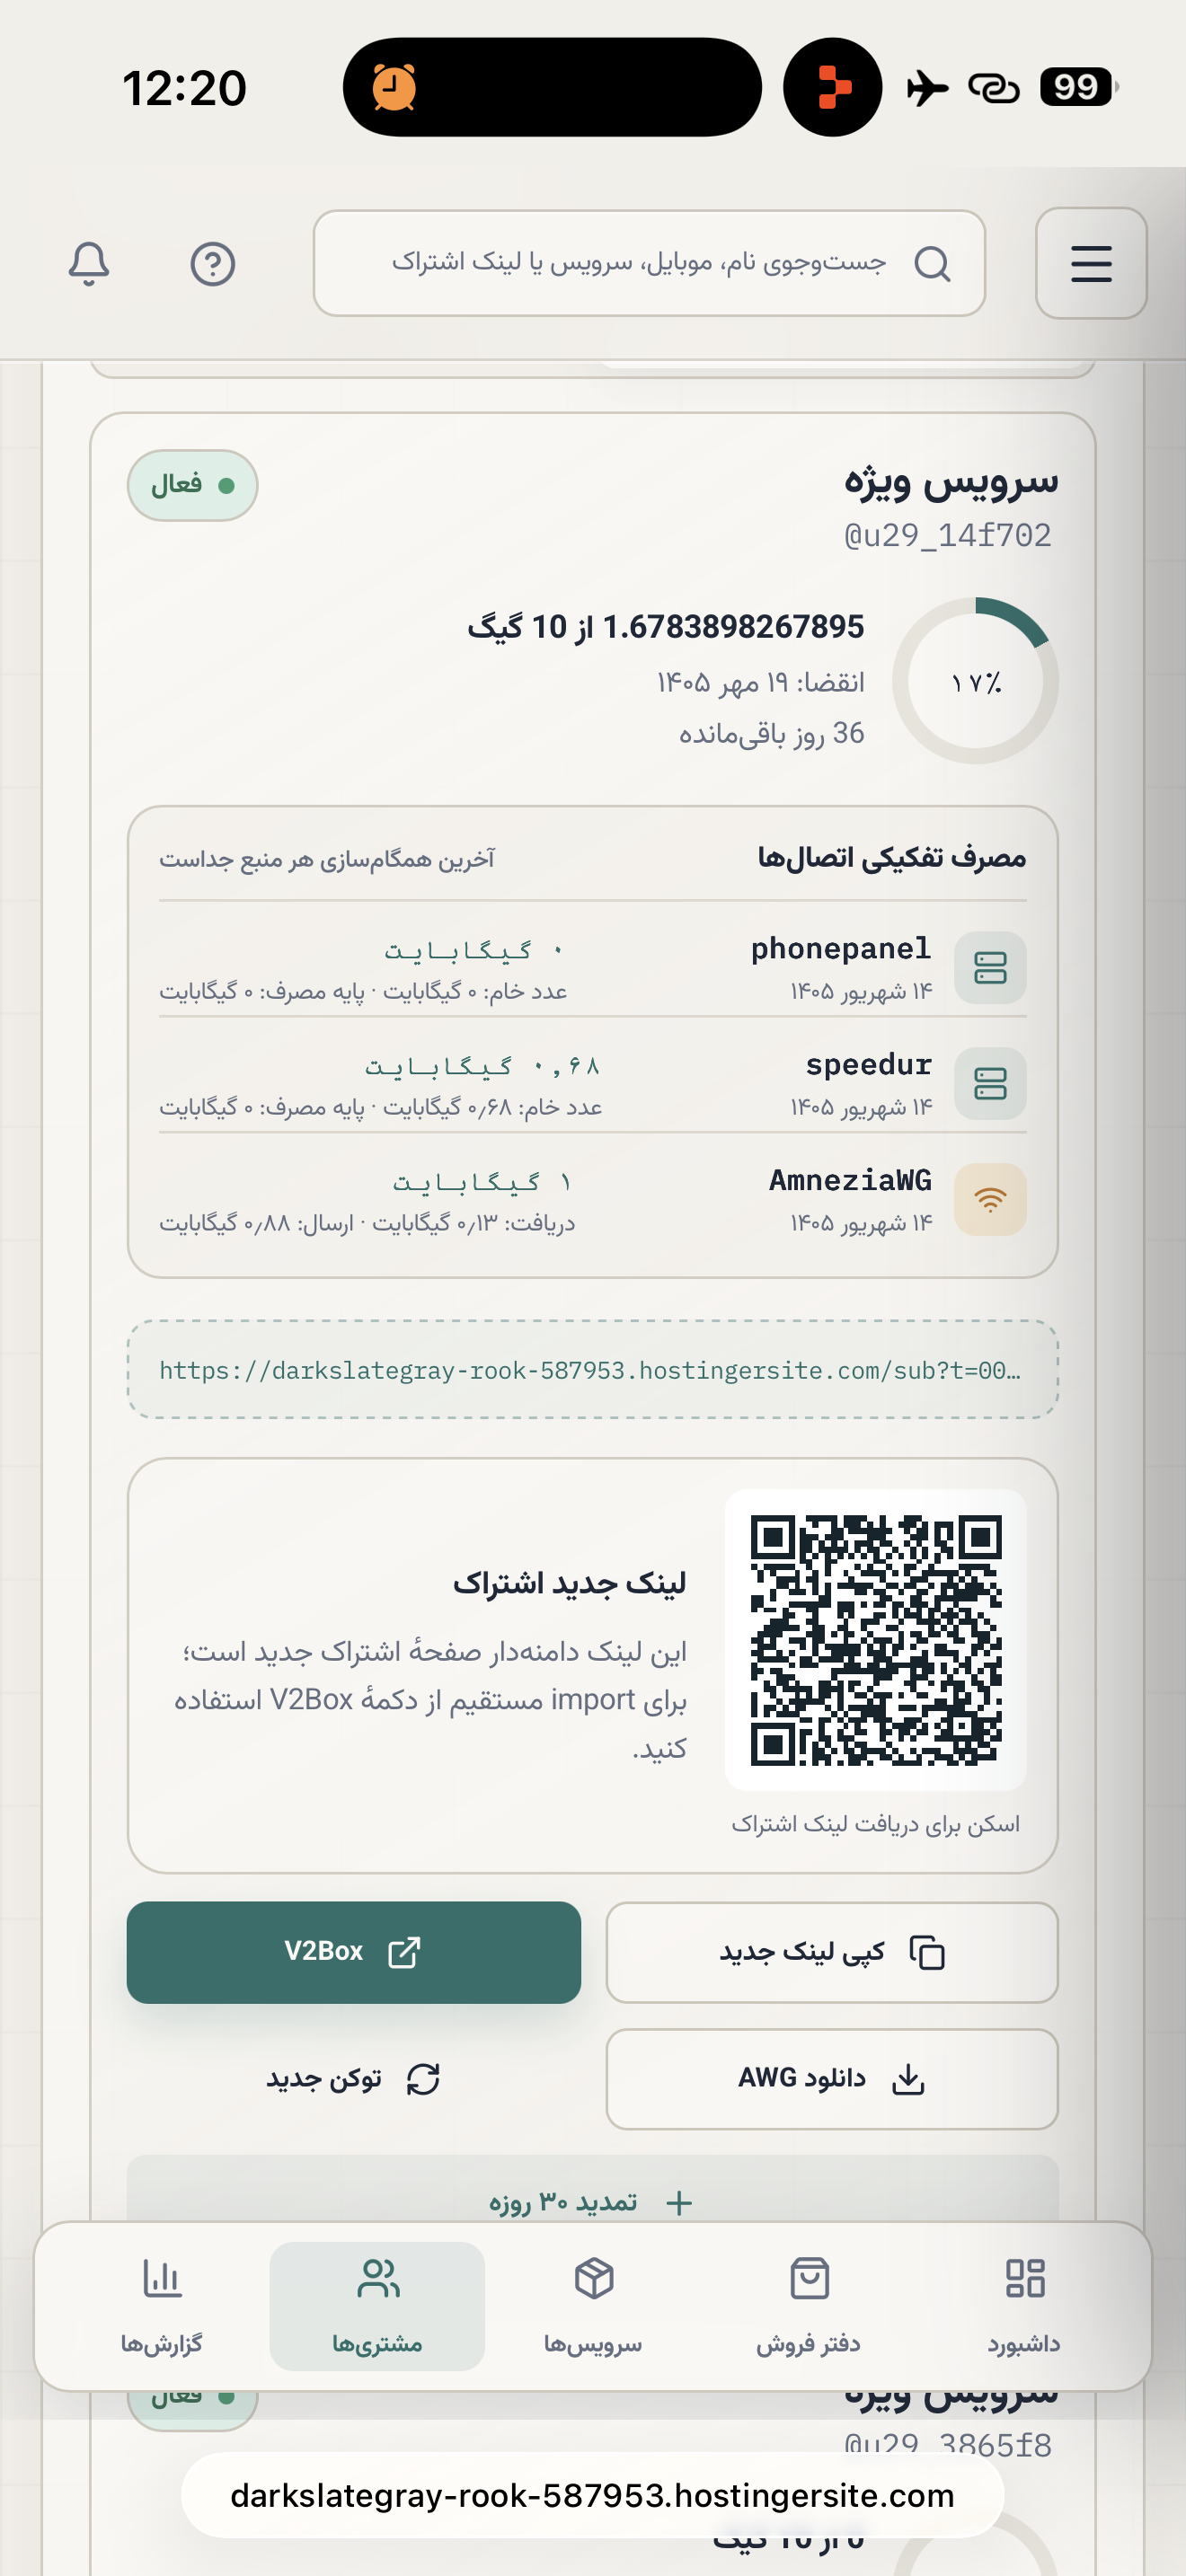 12:20
99
جست‌وجوی نام، موبایل، سرویس یا لینک اشتراک
سرویس ویژه
فعال
@u29_14f702
1.6783898267895 از 10 گیگ
انقضا: ۱۹ مهر ۱۴۰۵
36 روز باقی‌مانده
۱۷٪
مصرف تفکیکی اتصال‌ها
آخرین همگام‌سازی هر منبع جداست
phonepanel
۰ گیگابایت
۱۴ شهریور ۱۴۰۵
عدد خام: ۰ گیگابایت · پایه مصرف: ۰ گیگابایت
speedur
۰٫۶۸ گیگابایت
۱۴ شهریور ۱۴۰۵
عدد خام: ۰٫۶۸ گیگابایت · پایه مصرف: ۰ گیگابایت
AmneziaWG
۱ گیگابایت
۱۴ شهریور ۱۴۰۵
دریافت: ۰٫۱۳ گیگابایت · ارسال: ۰٫۸۸ گیگابایت
https://darkslategray-rook-587953.hostingersite.com/sub?t=00…
لینک جدید اشتراک
این لینک دامنه‌دار صفحهٔ اشتراک جدید است؛
برای import مستقیم از دکمهٔ V2Box استفاده
کنید.
اسکن برای دریافت لینک اشتراک
کپی لینک جدید
V2Box
دانلود AWG
توکن جدید
تمدید ۳۰ روزه
داشبورد
دفتر فروش
سرویس‌ها
مشتری‌ها
گزارش‌ها
سرویس ویژه
فعال
@u29_3865f8
darkslategray-rook-587953.hostingersite.com
0 از 10 گیگ